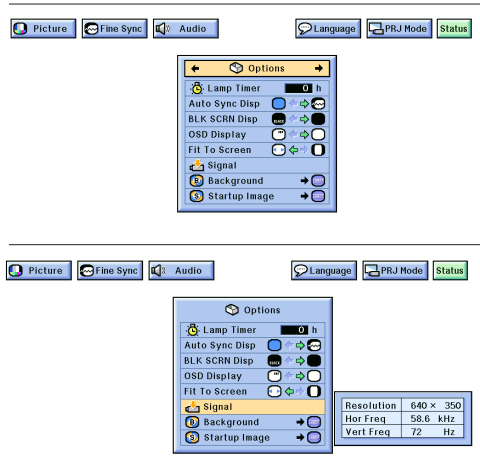 Picture Fine Sync Audio Language PRJ Mode Status
Options
Lamp Timer 0 h
Auto Sync Disp
BLK SCRN Disp
OSD Display
Fit To Screen
Signal
B Background
S Startup Image
Picture Fine Sync Audio Language PRJ Mode Status
Options
Lamp Timer 0 h
Auto Sync Disp
BLK SCRN Disp
OSD Display
Fit To Screen
Signal
B Background
S Startup Image
Resolution 640 × 350
Hor Freq 58.6 kHz
Vert Freq 72 Hz